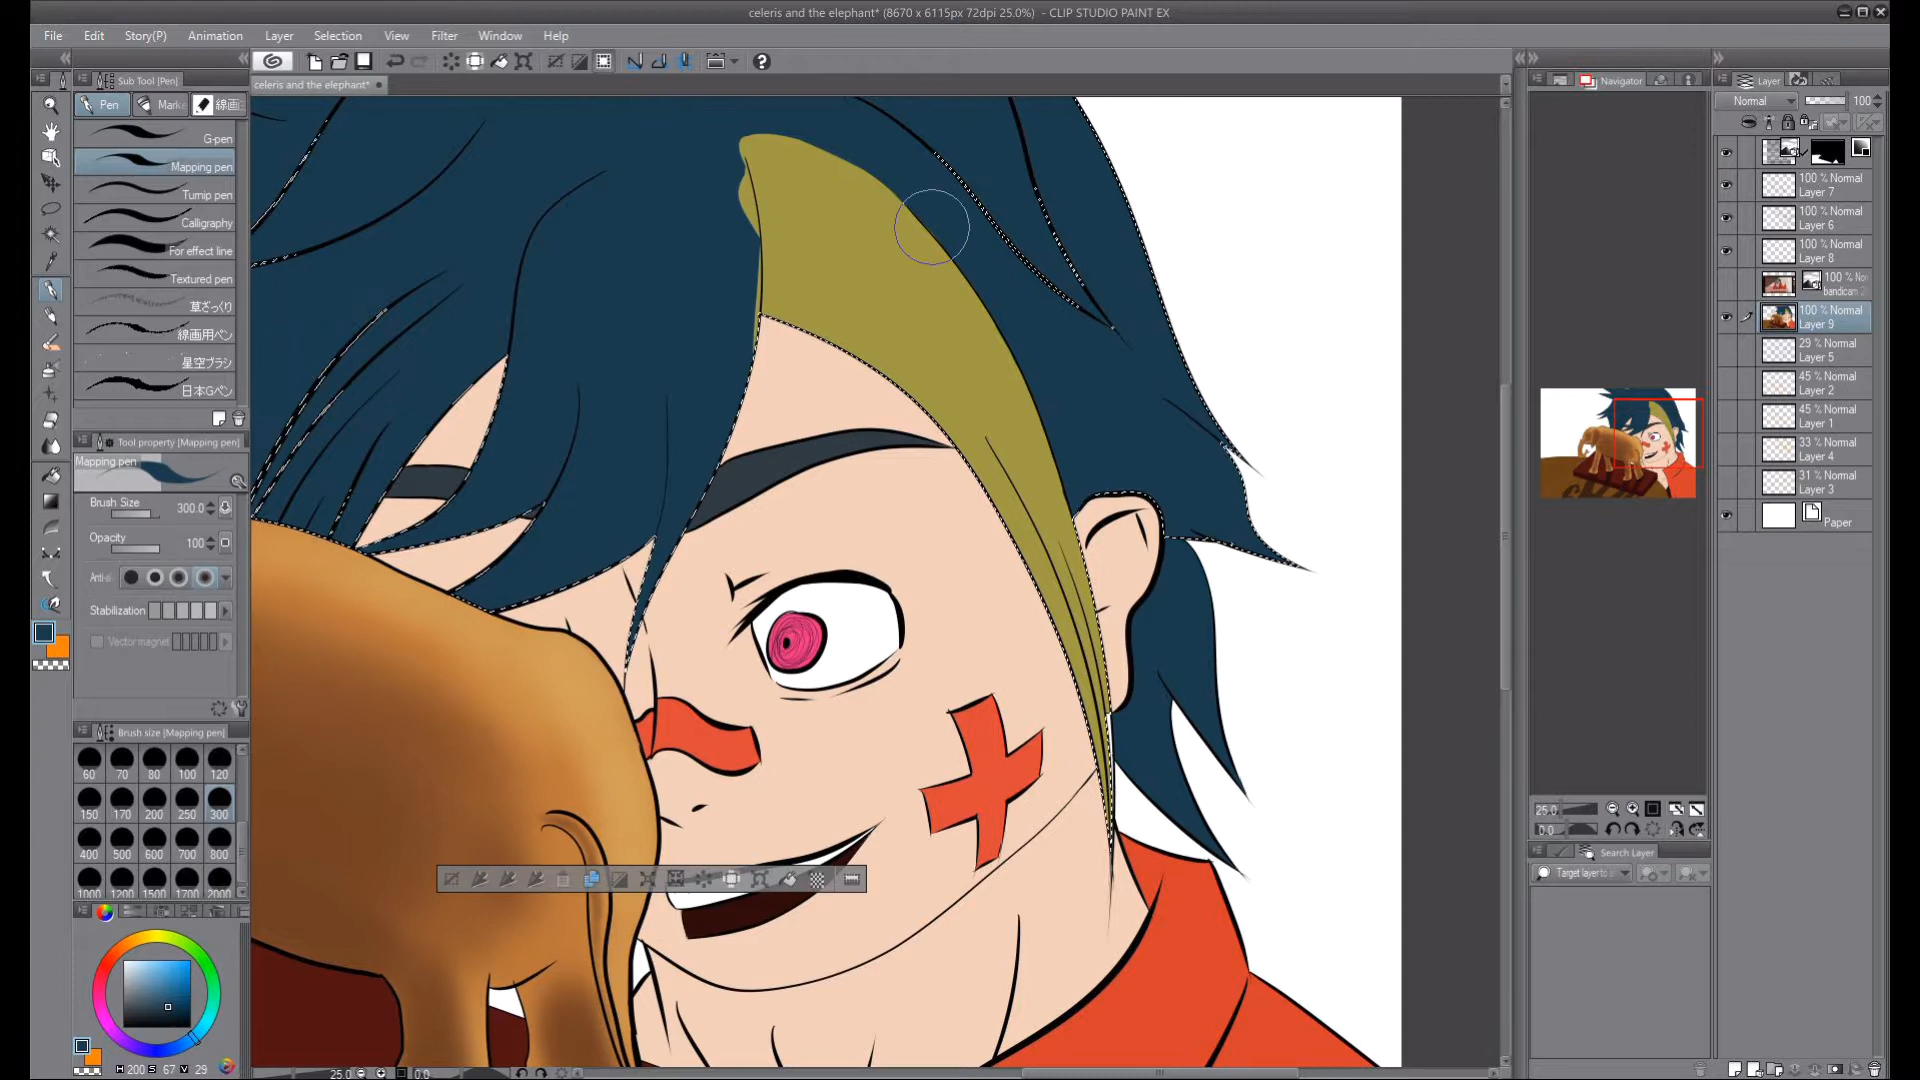 celeris and the elephant* (8670 x 6115px 72dpi 25.0%) - CLIP STUDIO PAINT EX
File Edit Story(P) Animation Layer Selection View Filter Window Help
celeris and the elephant*
Sub Tool [Pen]
Pen Marke 線画
G-pen
Mapping pen
Turnip pen
Calligraphy
For effect line
Textured pen
草ざっくり
線画用ペン
星空ブラシ
日本Gペン
Tool property [Mapping pen]
Mapping pen
Brush Size 300.0
Opacity 100
Anti-a
Stabilization
Vector magnet
Brush size [Mapping pen]
60 70 80 100 120
150 170 200 250 300
400 500 600 700 800
1000 1200 1500 1700 2000
H 200 S 67 V 29
25.0 0.0
Navigator
25.0
0.0
Search Layer
Target layer to s
Layer
Normal 100
100 % Normal
Layer 7
100 % Normal
Layer 6
100 % Normal
Layer 8
100 % No
bandicam 2
100 % Normal
Layer 9
29 % Normal
Layer 5
45 % Normal
Layer 2
45 % Normal
Layer 1
33 % Normal
Layer 4
31 % Normal
Layer 3
Paper